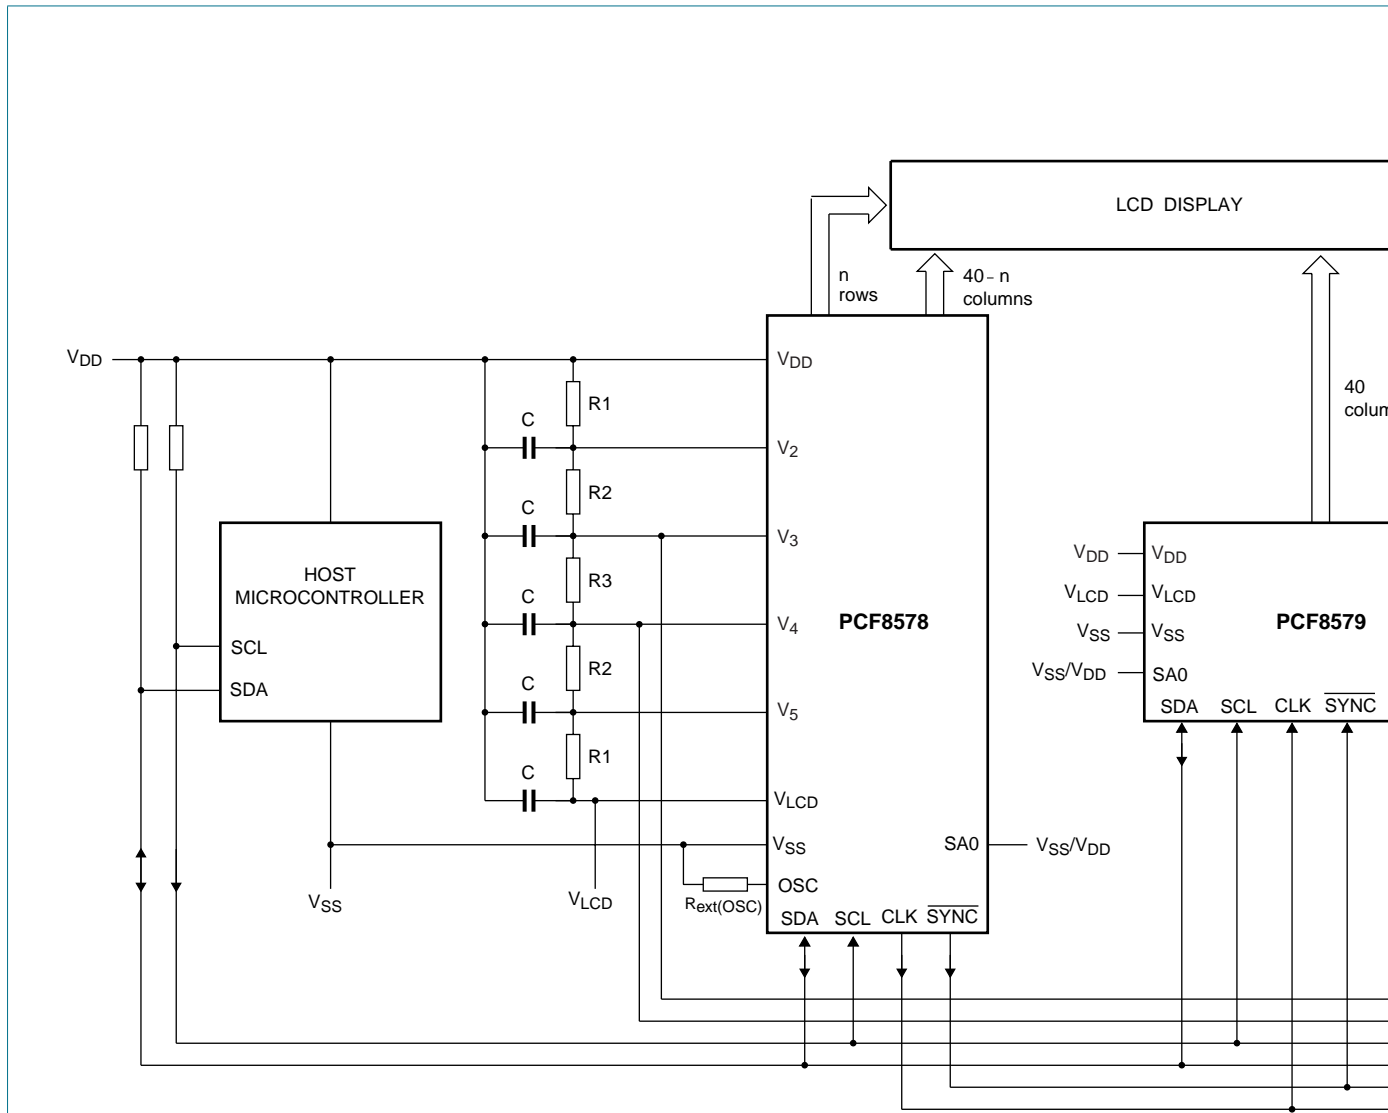 LCD DISPLAY
n
rows
40 – n
columns
40
colum
VDD
VDD
R1
C
V2
R2
C
V3
R3
C
V4
R2
C
V5
R1
C
VLCD
VSS
OSC
Rext(OSC)
VSS
VLCD
HOST
MICROCONTROLLER
SCL
SDA
PCF8578
SA0
VSS/VDD
SDA SCL CLK SYNC
VDD VDD
VLCD VLCD
VSS VSS
VSS/VDD SA0
PCF8579
SDA SCL CLK SYNC